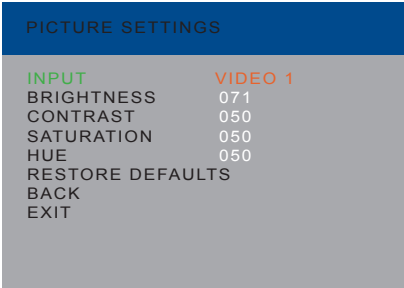 PICTURE SETTINGS
INPUT VIDEO 1
BRIGHTNESS 071
CONTRAST 050
SATURATION 050
HUE 050
RESTORE DEFAULTS
BACK
EXIT